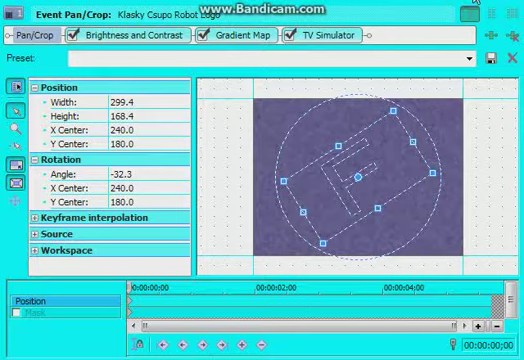 www.Bandicam.com
Event Pan/Crop: Klasky Csupo Robot Logo
Pan/Crop
Brightness and Contrast
Gradient Map
TV Simulator
Preset:
Position
Width: 299.4
Height: 168.4
X Center: 240.0
Y Center: 180.0
Rotation
Angle: -32.3
X Center: 240.0
Y Center: 180.0
Keyframe interpolation
Source
Workspace
F
0:00:00:00
00:00:02:00
00:00:04:00
Position
Mask
00:00:00;00